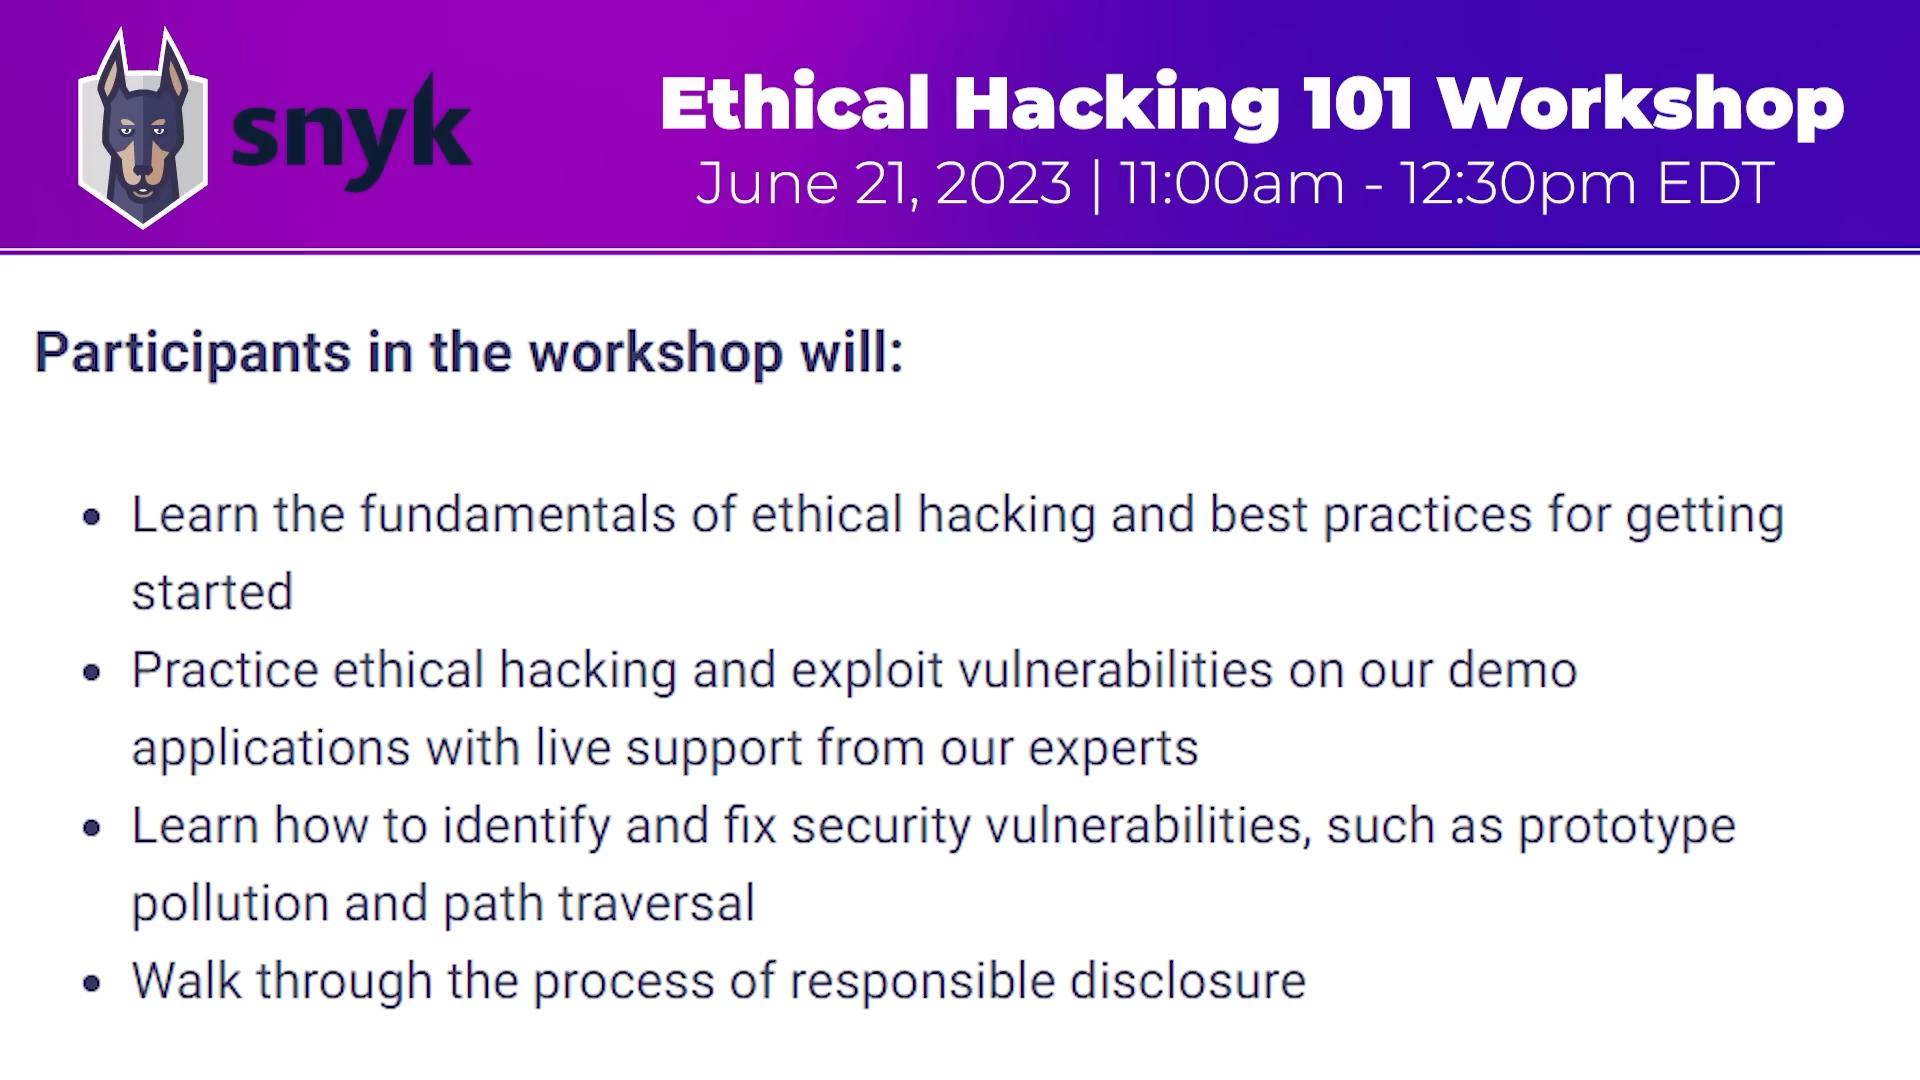 snyk
Ethical Hacking 101 Workshop
June 21, 2023 | 11:00am - 12:30pm EDT
Participants in the workshop will:
• Learn the fundamentals of ethical hacking and best practices for getting
started
• Practice ethical hacking and exploit vulnerabilities on our demo
applications with live support from our experts
• Learn how to identify and fix security vulnerabilities, such as prototype
pollution and path traversal
• Walk through the process of responsible disclosure